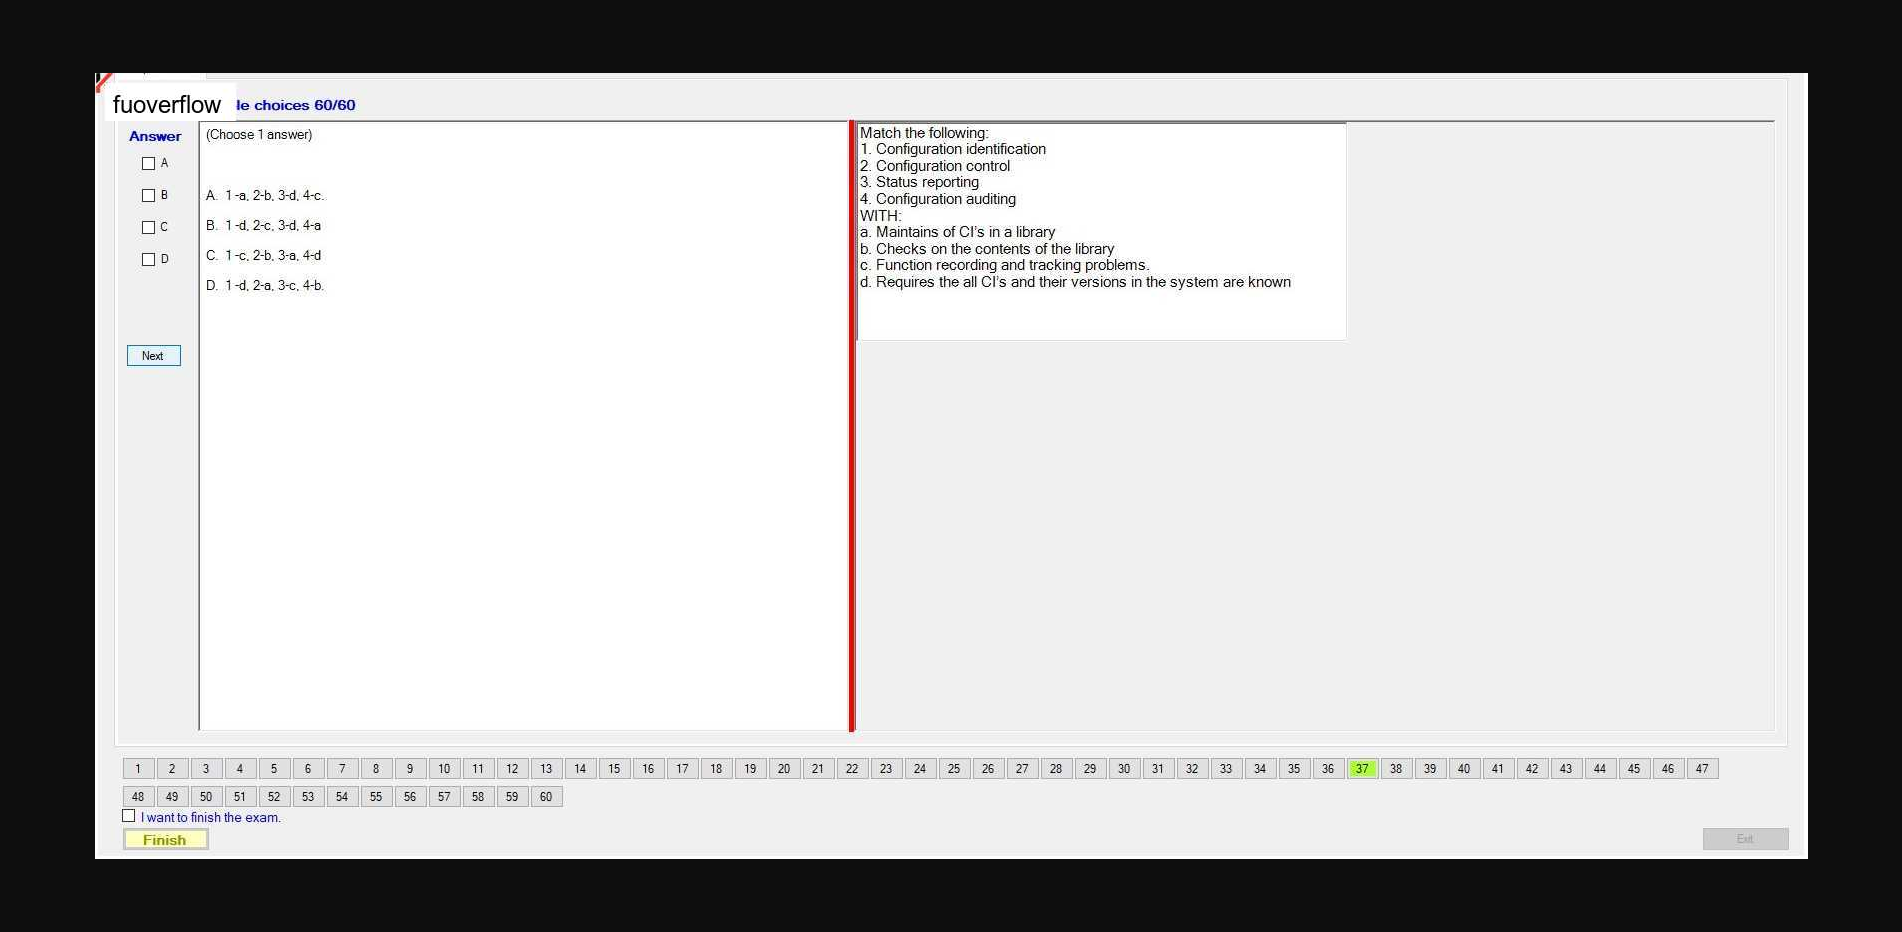 fuoverflow
le choices 60/60
Answer
(Choose 1 answer)
A
B
C
D
A. 1-a, 2-b, 3-d, 4-c.
B. 1-d, 2-c, 3-d, 4-a
C. 1-c, 2-b, 3-a, 4-d
D. 1-d, 2-a, 3-c, 4-b.
Next
Match the following:
1. Configuration identification
2. Configuration control
3. Status reporting
4. Configuration auditing
WITH:
a. Maintains of CI's in a library
b. Checks on the contents of the library
c. Function recording and tracking problems.
d. Requires the all CI's and their versions in the system are known
1 2 3 4 5 6 7 8 9 10 11 12 13 14 15 16 17 18 19 20 21 22 23 24 25 26 27 28 29 30 31 32 33 34 35 36 37 38 39 40 41 42 43 44 45 46 47
48 49 50 51 52 53 54 55 56 57 58 59 60
I want to finish the exam.
Finish
Exit